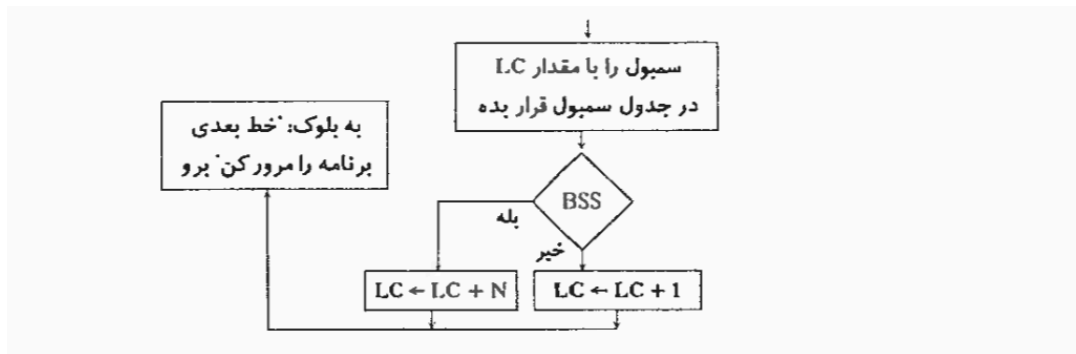 سمبول را با مقدار LC
در جدول سمبول قرار بده
به بلوک: "خط بعدی
برنامه را مرور کن" برو
BSS
بله
خیر
LC ← LC + N
LC ← LC + 1